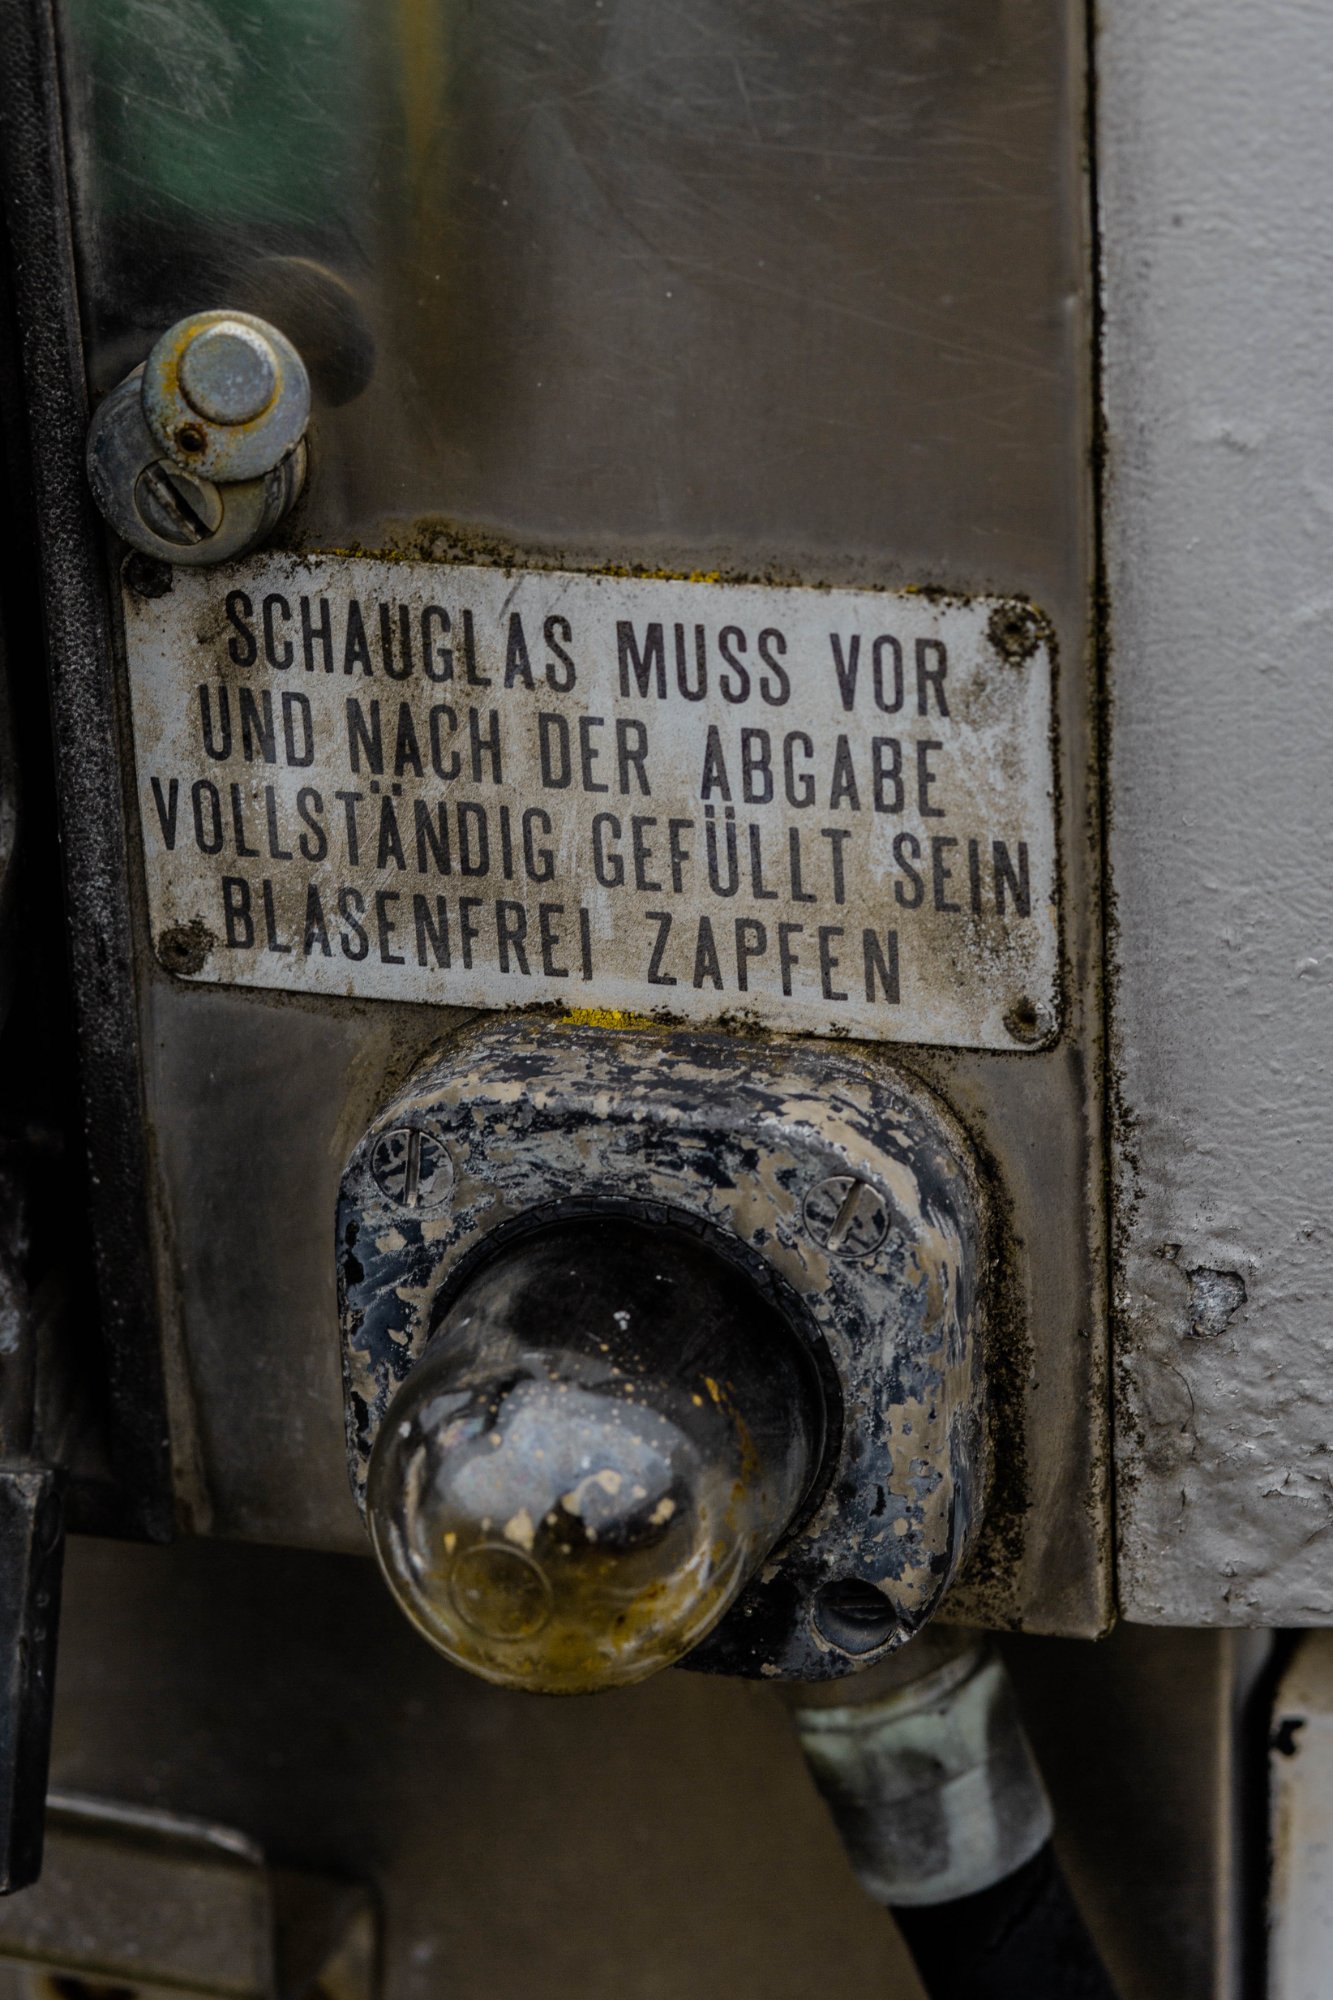 SCHAUGLAS MUSS VOR
UND NACH DER ABGABE
VOLLSTÄNDIG GEFÜLLT SEIN
BLASENFREI ZAPFEN